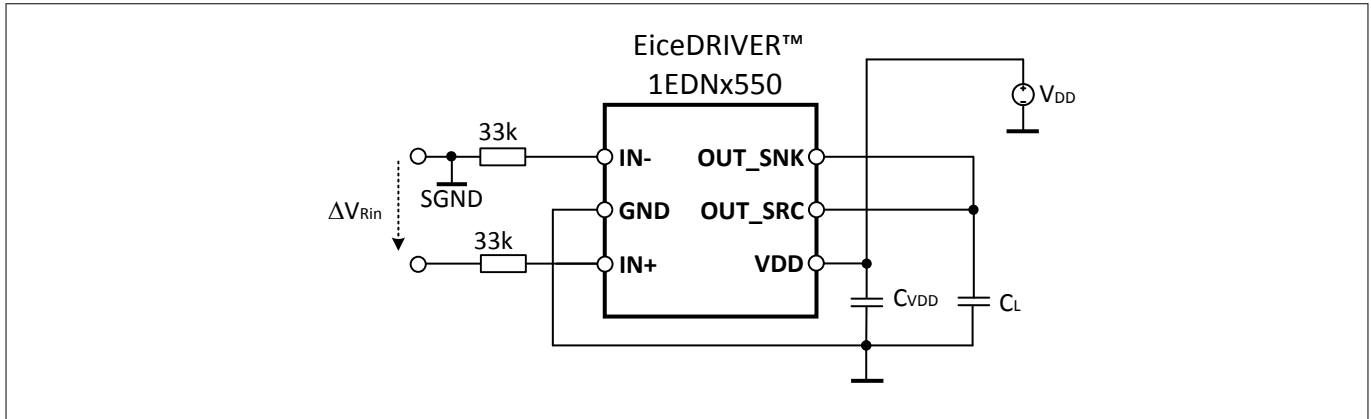 EiceDRIVER™
1EDNx550
VDD
33k
IN-
OUT_SNK
SGND
ΔVRin
GND
OUT_SRC
33k
IN+
VDD
CVDD
CL